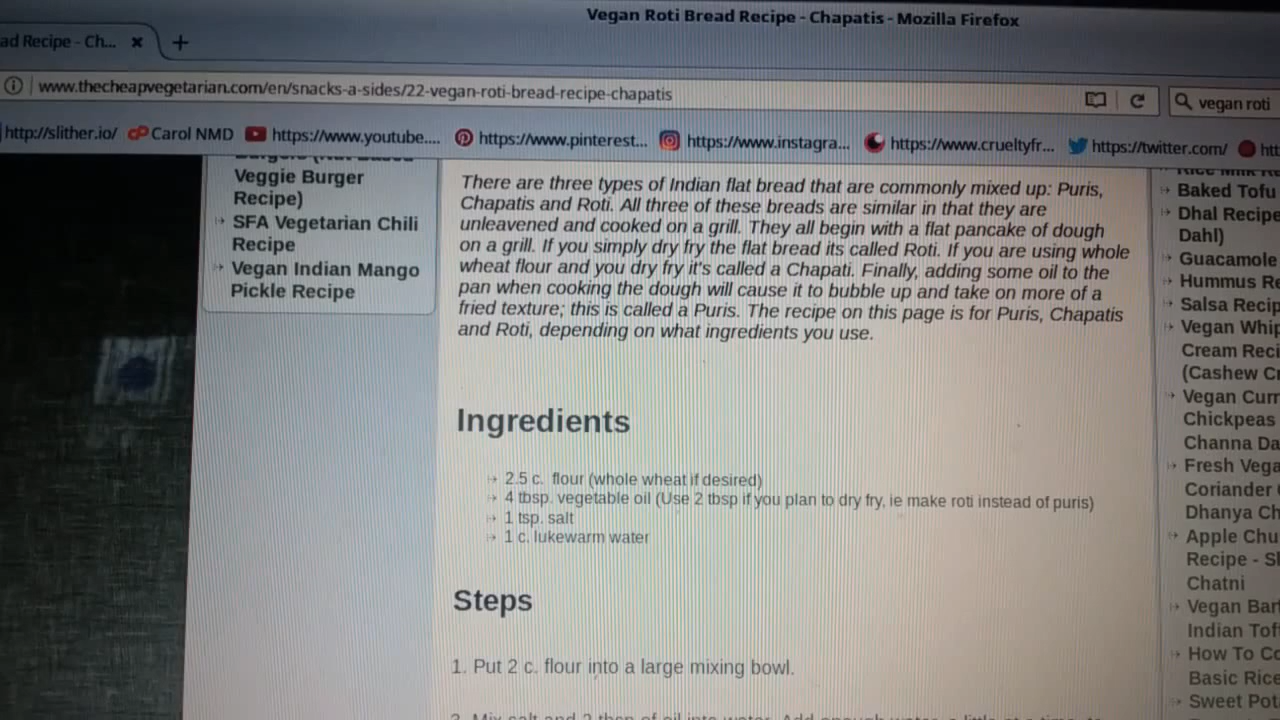 Vegan Roti Bread Recipe - Chapatis - Mozilla Firefox
ad Recipe - Ch...
www.thecheapvegetarian.com/en/snacks-a-sides/22-vegan-roti-bread-recipe-chapatis
vegan roti
http://slither.io/ Carol NMD https://www.youtube.... https://www.pinterest... https://www.instagra... https://www.crueltyfr... https://twitter.com/ htt
Veggie Burger
Recipe)
SFA Vegetarian Chili
Recipe
Vegan Indian Mango
Pickle Recipe
There are three types of Indian flat bread that are commonly mixed up: Puris,
Chapatis and Roti. All three of these breads are similar in that they are
unleavened and cooked on a grill. They all begin with a flat pancake of dough
on a grill. If you simply dry fry the flat bread its called Roti. If you are using whole
wheat flour and you dry fry it's called a Chapati. Finally, adding some oil to the
pan when cooking the dough will cause it to bubble up and take on more of a
fried texture; this is called a Puris. The recipe on this page is for Puris, Chapatis
and Roti, depending on what ingredients you use.
Ingredients
2.5 c. flour (whole wheat if desired)
4 tbsp. vegetable oil (Use 2 tbsp if you plan to dry fry, ie make roti instead of puris)
1 tsp. salt
1 c. lukewarm water
Steps
1. Put 2 c. flour into a large mixing bowl.
Baked Tofu
Dhal Recipe
Dahl)
Guacamole
Hummus Re
Salsa Recip
Vegan Whip
Cream Reci
(Cashew Cr
Vegan Curr
Chickpeas
Channa Da
Fresh Vega
Coriander
Dhanya Ch
Apple Chu
Recipe - S
Chatni
Vegan Bar
Indian Tof
How To Co
Basic Rice
Sweet Pot